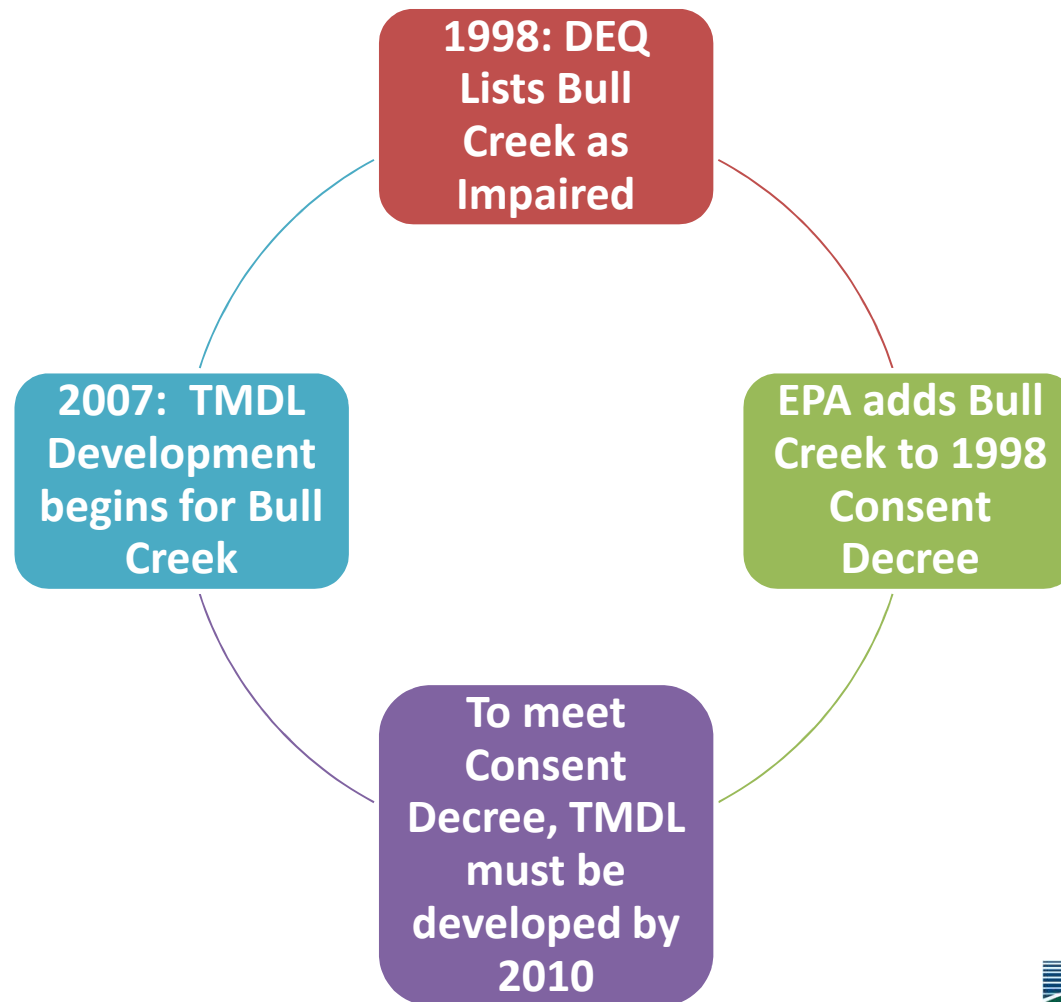 1998: DEQ
Lists Bull
Creek as
Impaired
EPA adds Bull
Creek to 1998
Consent
Decree
To meet
Consent
Decree, TMDL
must be
developed by
2010
2007:  TMDL
Development
begins for Bull
Creek